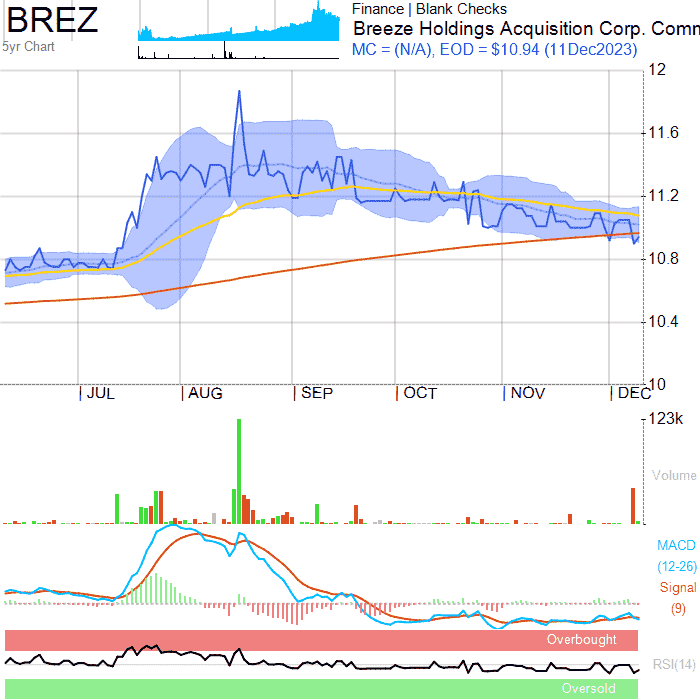 BREZ
5yr Chart
Finance | Blank Checks
Breeze Holdings Acquisition Corp. Comm
MC = (N/A), EOD = $10.94 (11Dec2023)
12
11.6
11.2
10.8
10.4
10
JUL AUG SEP OCT NOV DEC
123k
Volume
MACD
(12-26)
Signal
(9)
Overbought
RSI(14)
Oversold